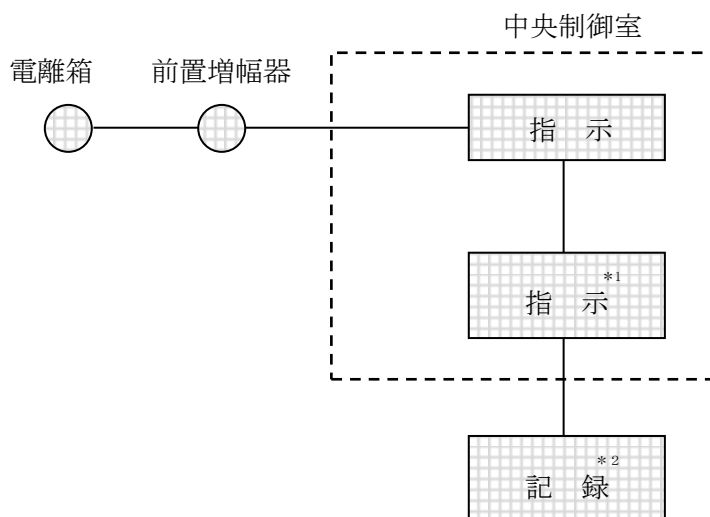 中央制御室
電離箱　前置増幅器
指　示
指　示*1
記　録*2